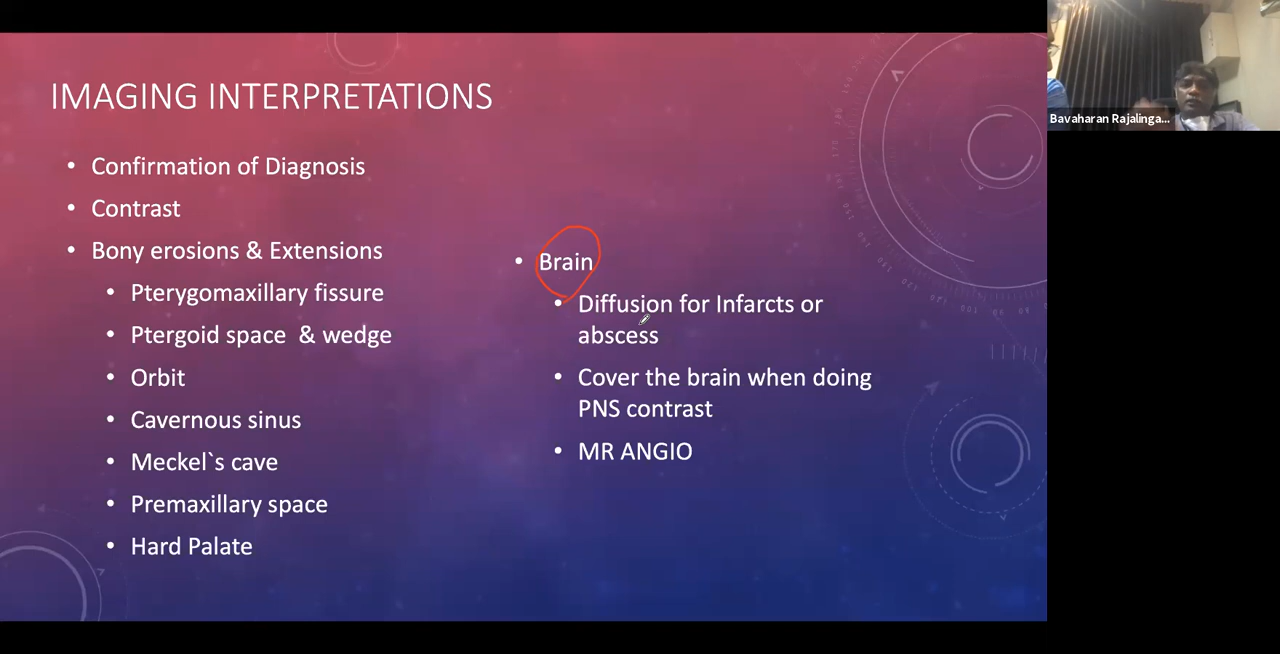 IMAGING INTERPRETATIONS
• Confirmation of Diagnosis
• Contrast
• Bony erosions & Extensions
• Pterygomaxillary fissure
• Ptergoid space & wedge
• Orbit
• Cavernous sinus
• Meckel`s cave
• Premaxillary space
• Hard Palate
• Brain
• Diffusion for Infarcts or
abscess
• Cover the brain when doing
PNS contrast
• MR ANGIO
Bavaharan Rajalinga...